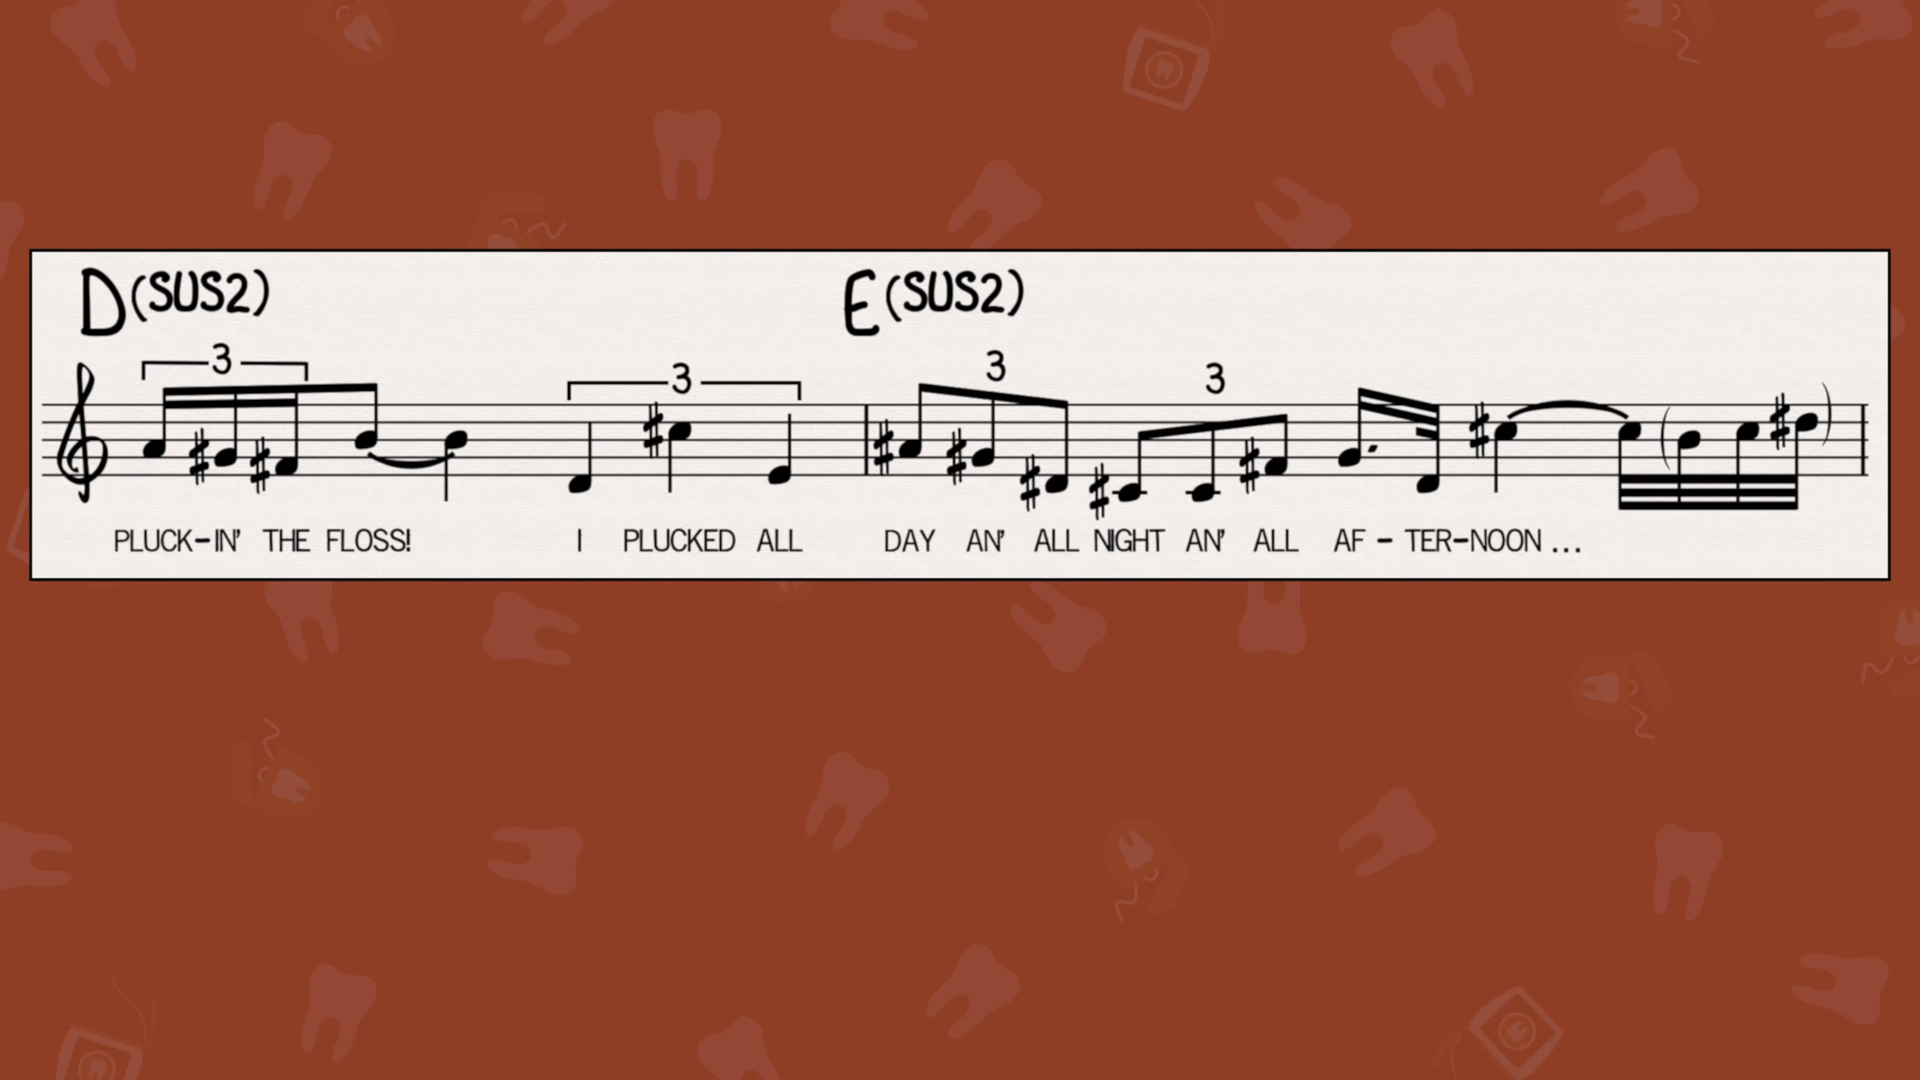 D(SUS2) E(SUS2)
3 3 3 3
PLUCK-IN' THE FLOSS! I PLUCKED ALL DAY AN' ALL NIGHT AN' ALL AF - TER-NOON ...